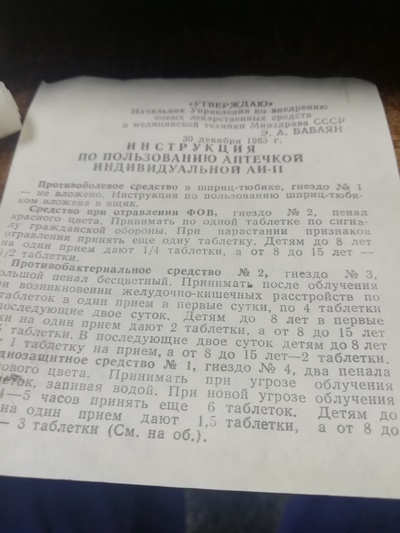 «УТВЕРЖДАЮ»
Начальник Управления по внедрению
новых лекарственных средств
и медицинской техники Минздрава СССР
Э. А. БАБАЯН
30 декабря 1983 г.
ИНСТРУКЦИЯ
ПО ПОЛЬЗОВАНИЮ АПТЕЧКОЙ
ИНДИВИДУАЛЬНОЙ АИ-II
Противоболевое средство в шприц-тюбике, гнездо № 1
— не вложено. Инструкция по пользованию шприц-тюби-
ком вложена в ящик.
Средство при отравлении ФОВ, гнездо № 2, пенал
красного цвета. Принимать по одной таблетке по сигна-
лу гражданской обороны. При нарастании признаков
отравления принять еще одну таблетку. Детям до 8 лет
на один прием дают 1/4 таблетки, а от 8 до 15 лет —
1/2 таблетки.
Противобактериальное средство № 2, гнездо № 3,
большой пенал бесцветный. Принимать после облучения
при возникновении желудочно-кишечных расстройств по
таблеток в один прием в первые сутки, по 4 таблетки
последующие двое суток. Детям до 8 лет в первые
на один прием дают 2 таблетки, а от 8 до 15 лет
таблетки. В последующие двое суток детям до 8 лет
1 таблетку на прием, а от 8 до 15 лет—2 таблетки.
диозащитное средство № 1, гнездо № 4, два пенала
ового цвета. Принимать при угрозе облучения
еток, запивая водой. При новой угрозе облучения
4—5 часов принять еще 6 таблеток. Детям до
на один прием дают 1,5 таблетки, а от 8 до
— 3 таблетки (См. на об.).